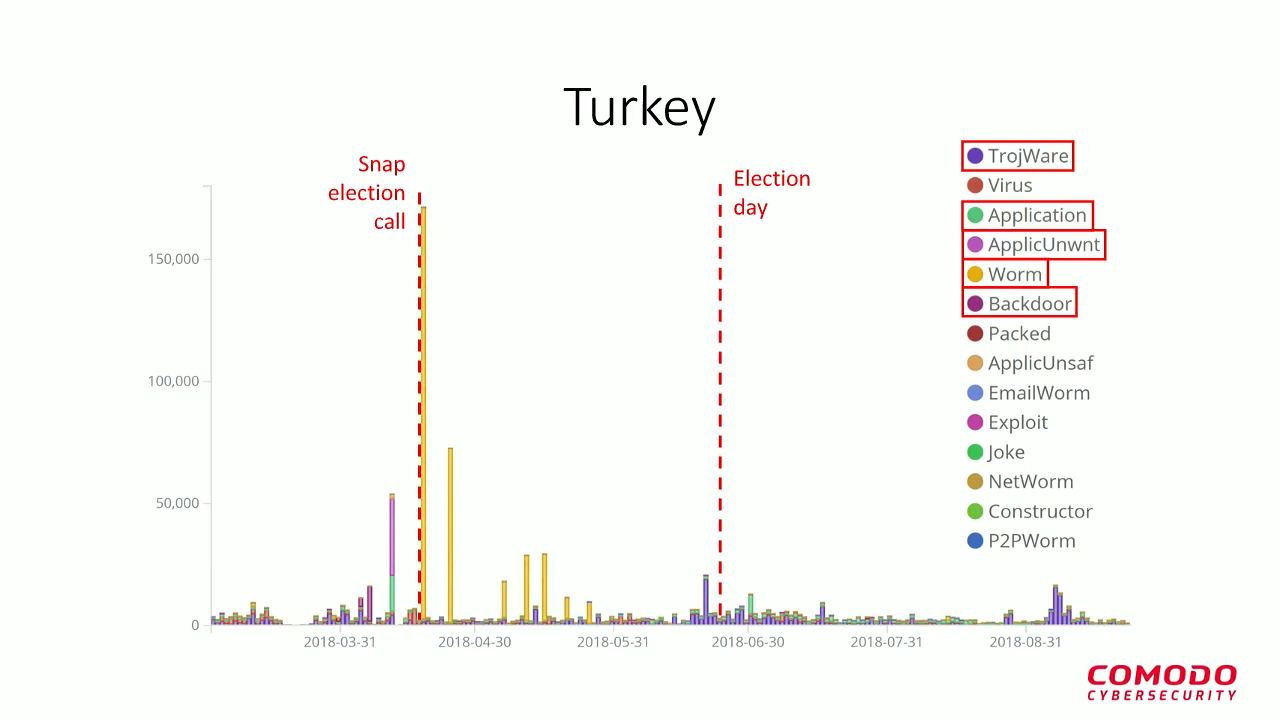 Turkey
Snap
election
call
Election
day
TrojWare
Virus
Application
ApplicUnwnt
Worm
Backdoor
Packed
ApplicUnsaf
EmailWorm
Exploit
Joke
NetWorm
Constructor
P2PWorm
150,000
100,000
50,000
0
2018-03-31
2018-04-30
2018-05-31
2018-06-30
2018-07-31
2018-08-31
COMODO
CYBERSECURITY